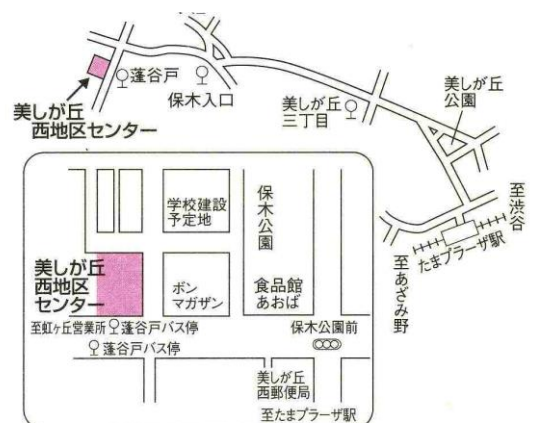 蓬谷戸
保木入口
美しが丘
西地区センター
美しが丘
三丁目
美しが丘
公園
至渋谷
たまプラーザ駅
至あざみ野
学校建設
予定地
保木公園
美しが丘
西地区
センター
ボン
マガザン
食品館
あおば
至虹ヶ丘営業所
蓬谷戸バス停
保木公園前
蓬谷戸バス停
美しが丘
西郵便局
至たまプラーザ駅